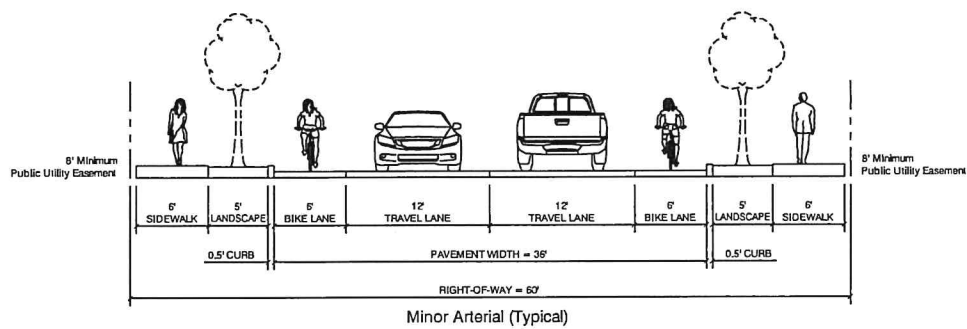 8' Minimum
Public Utility Easement
8' Minimum
Public Utility Easement
6'
SIDEWALK
5'
LANDSCAPE
6'
BIKE LANE
12'
TRAVEL LANE
12'
TRAVEL LANE
6'
BIKE LANE
5'
LANDSCAPE
6'
SIDEWALK
0.5' CURB
PAVEMENT WIDTH = 36'
0.5' CURB
RIGHT-OF-WAY = 60'
Minor Arterial (Typical)